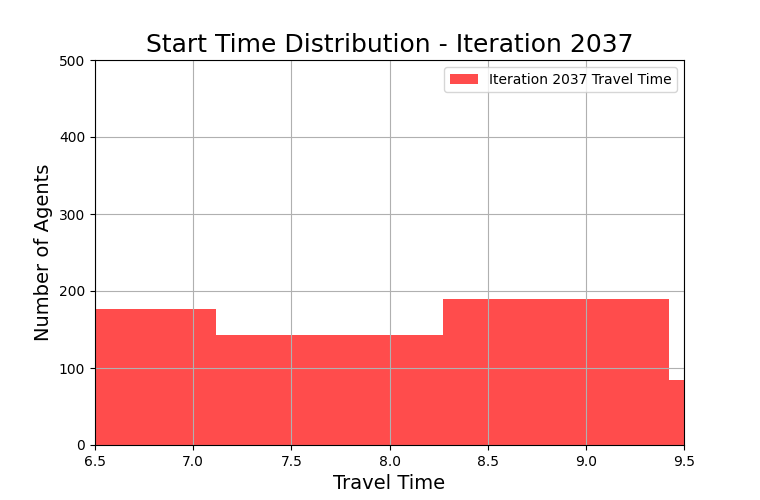 Start Time Distribution - Iteration 2037
Iteration 2037 Travel Time
Number of Agents
500
400
300
200
100
0
6.5 7.0 7.5 8.0 8.5 9.0 9.5
Travel Time